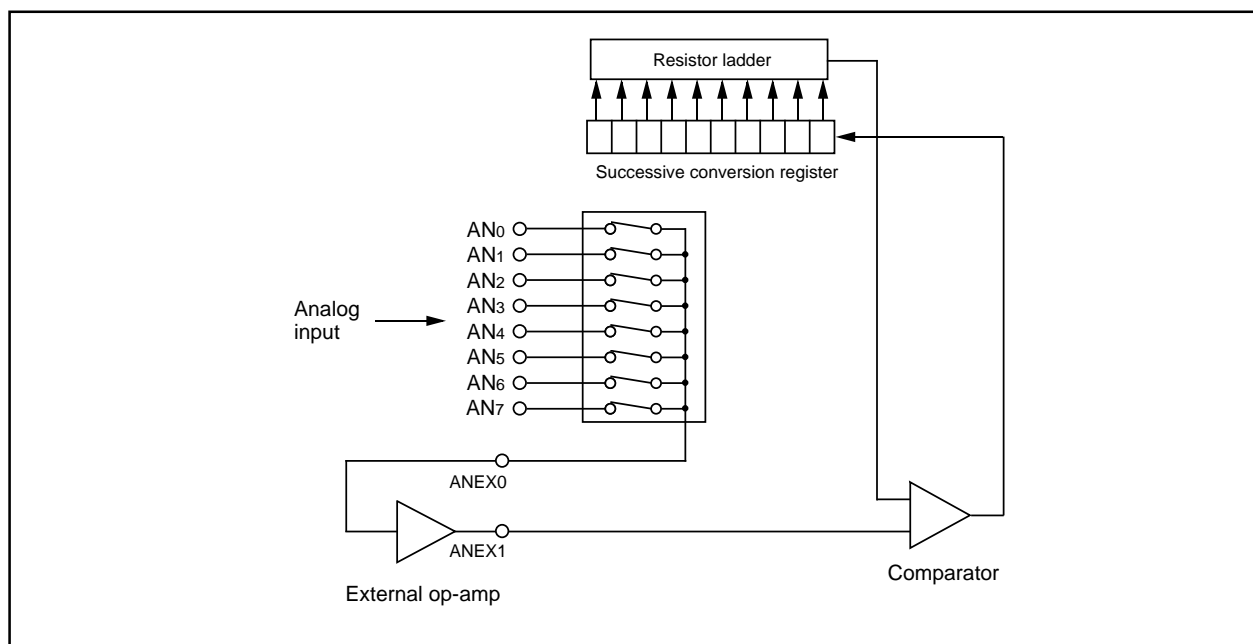 Resistor ladder
Successive conversion register
AN0
AN1
AN2
AN3
AN4
AN5
AN6
AN7
Analog
input
ANEX0
ANEX1
External op-amp
Comparator